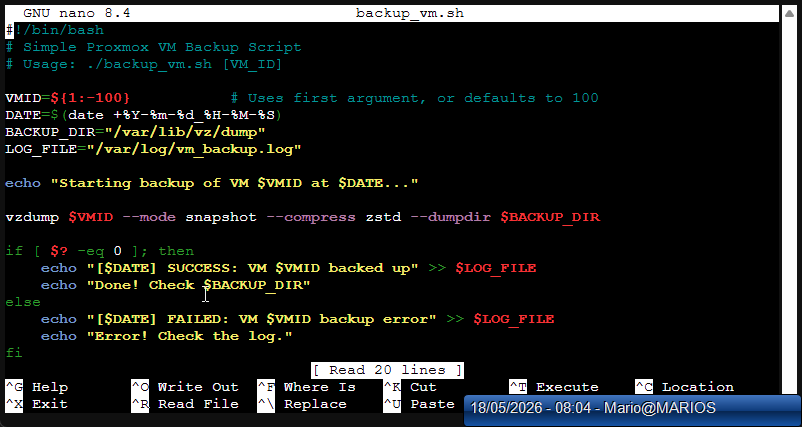 GNU nano 8.4 backup_vm.sh
#!/bin/bash
# Simple Proxmox VM Backup Script
# Usage: ./backup_vm.sh [VM_ID]
VMID=${1:-100} # Uses first argument, or defaults to 100
DATE=$(date +%Y-%m-%d_%H-%M-%S)
BACKUP_DIR="/var/lib/vz/dump"
LOG_FILE="/var/log/vm_backup.log"
echo "Starting backup of VM $VMID at $DATE..."
vzdump $VMID --mode snapshot --compress zstd --dumpdir $BACKUP_DIR
if [ $? -eq 0 ]; then
echo "[$DATE] SUCCESS: VM $VMID backed up" >> $LOG_FILE
echo "Done! Check $BACKUP_DIR"
else
echo "[$DATE] FAILED: VM $VMID backup error" >> $LOG_FILE
echo "Error! Check the log."
fi
[ Read 20 lines ]
^G Help ^O Write Out ^F Where Is ^K Cut ^T Execute ^C Location
^X Exit ^R Read File ^\ Replace ^U Paste
18/05/2026 - 08:04 - Mario@MARIOS